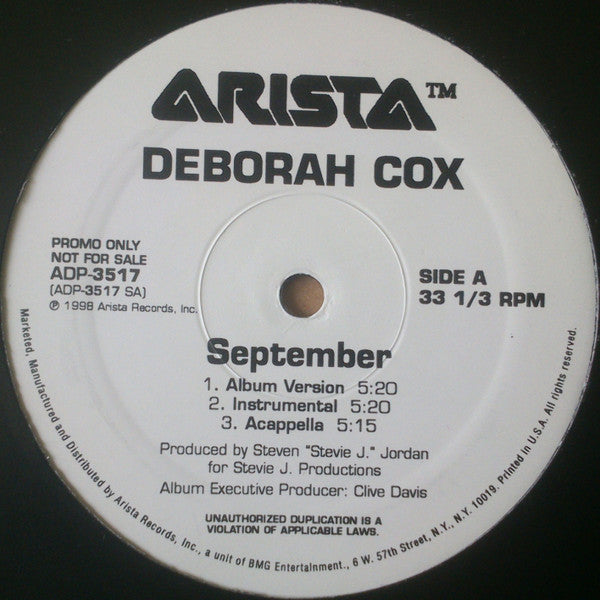 ARISTA™
DEBORAH COX
PROMO ONLY
NOT FOR SALE
ADP-3517
(ADP-3517 SA)
℗ 1998 Arista Records, Inc.
SIDE A
33 1/3 RPM
September
1. Album Version 5:20
2. Instrumental 5:20
3. Acappella 5:15
Produced by Steven "Stevie J." Jordan
for Stevie J. Productions
Album Executive Producer: Clive Davis
UNAUTHORIZED DUPLICATION IS A
VIOLATION OF APPLICABLE LAWS.
Marketed, Manufactured and Distributed by Arista Records, Inc., a unit of BMG Entertainment., 6 W. 57th Street, N.Y., N.Y. 10019. Printed in U.S.A. All rights reserved.